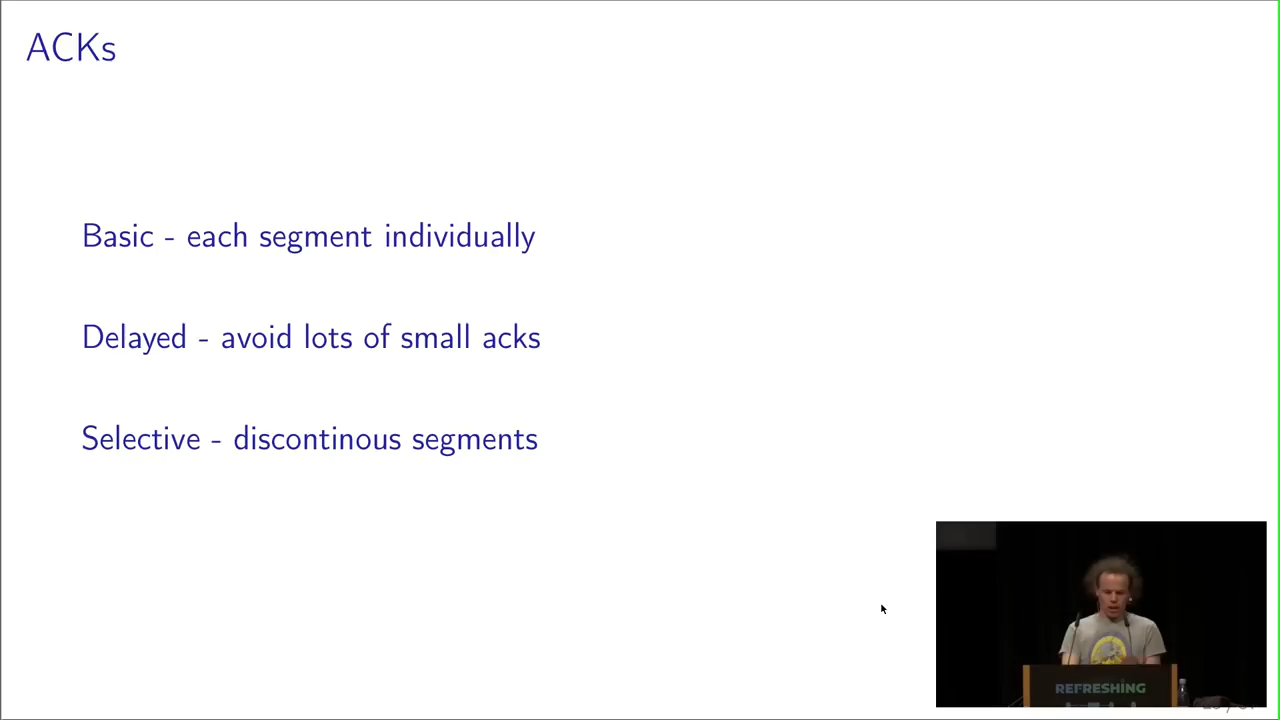 ACKs
Basic - each segment individually
Delayed - avoid lots of small acks
Selective - discontinous segments
REFRESHING